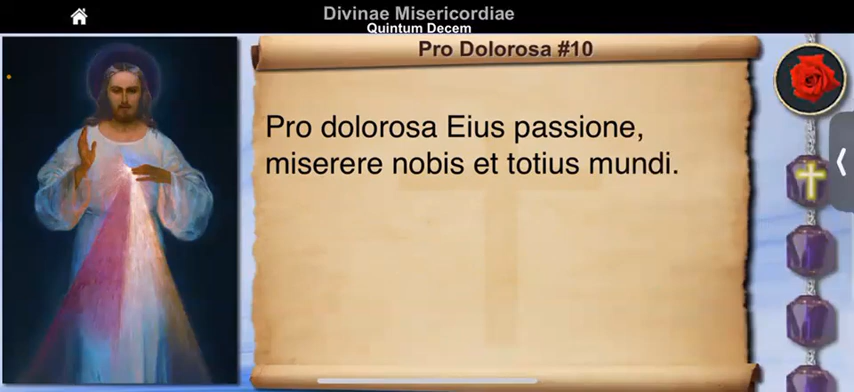 Divinae Misericordiae
Quintum Decem
Pro Dolorosa #10
Pro dolorosa Eius passione,
miserere nobis et totius mundi.